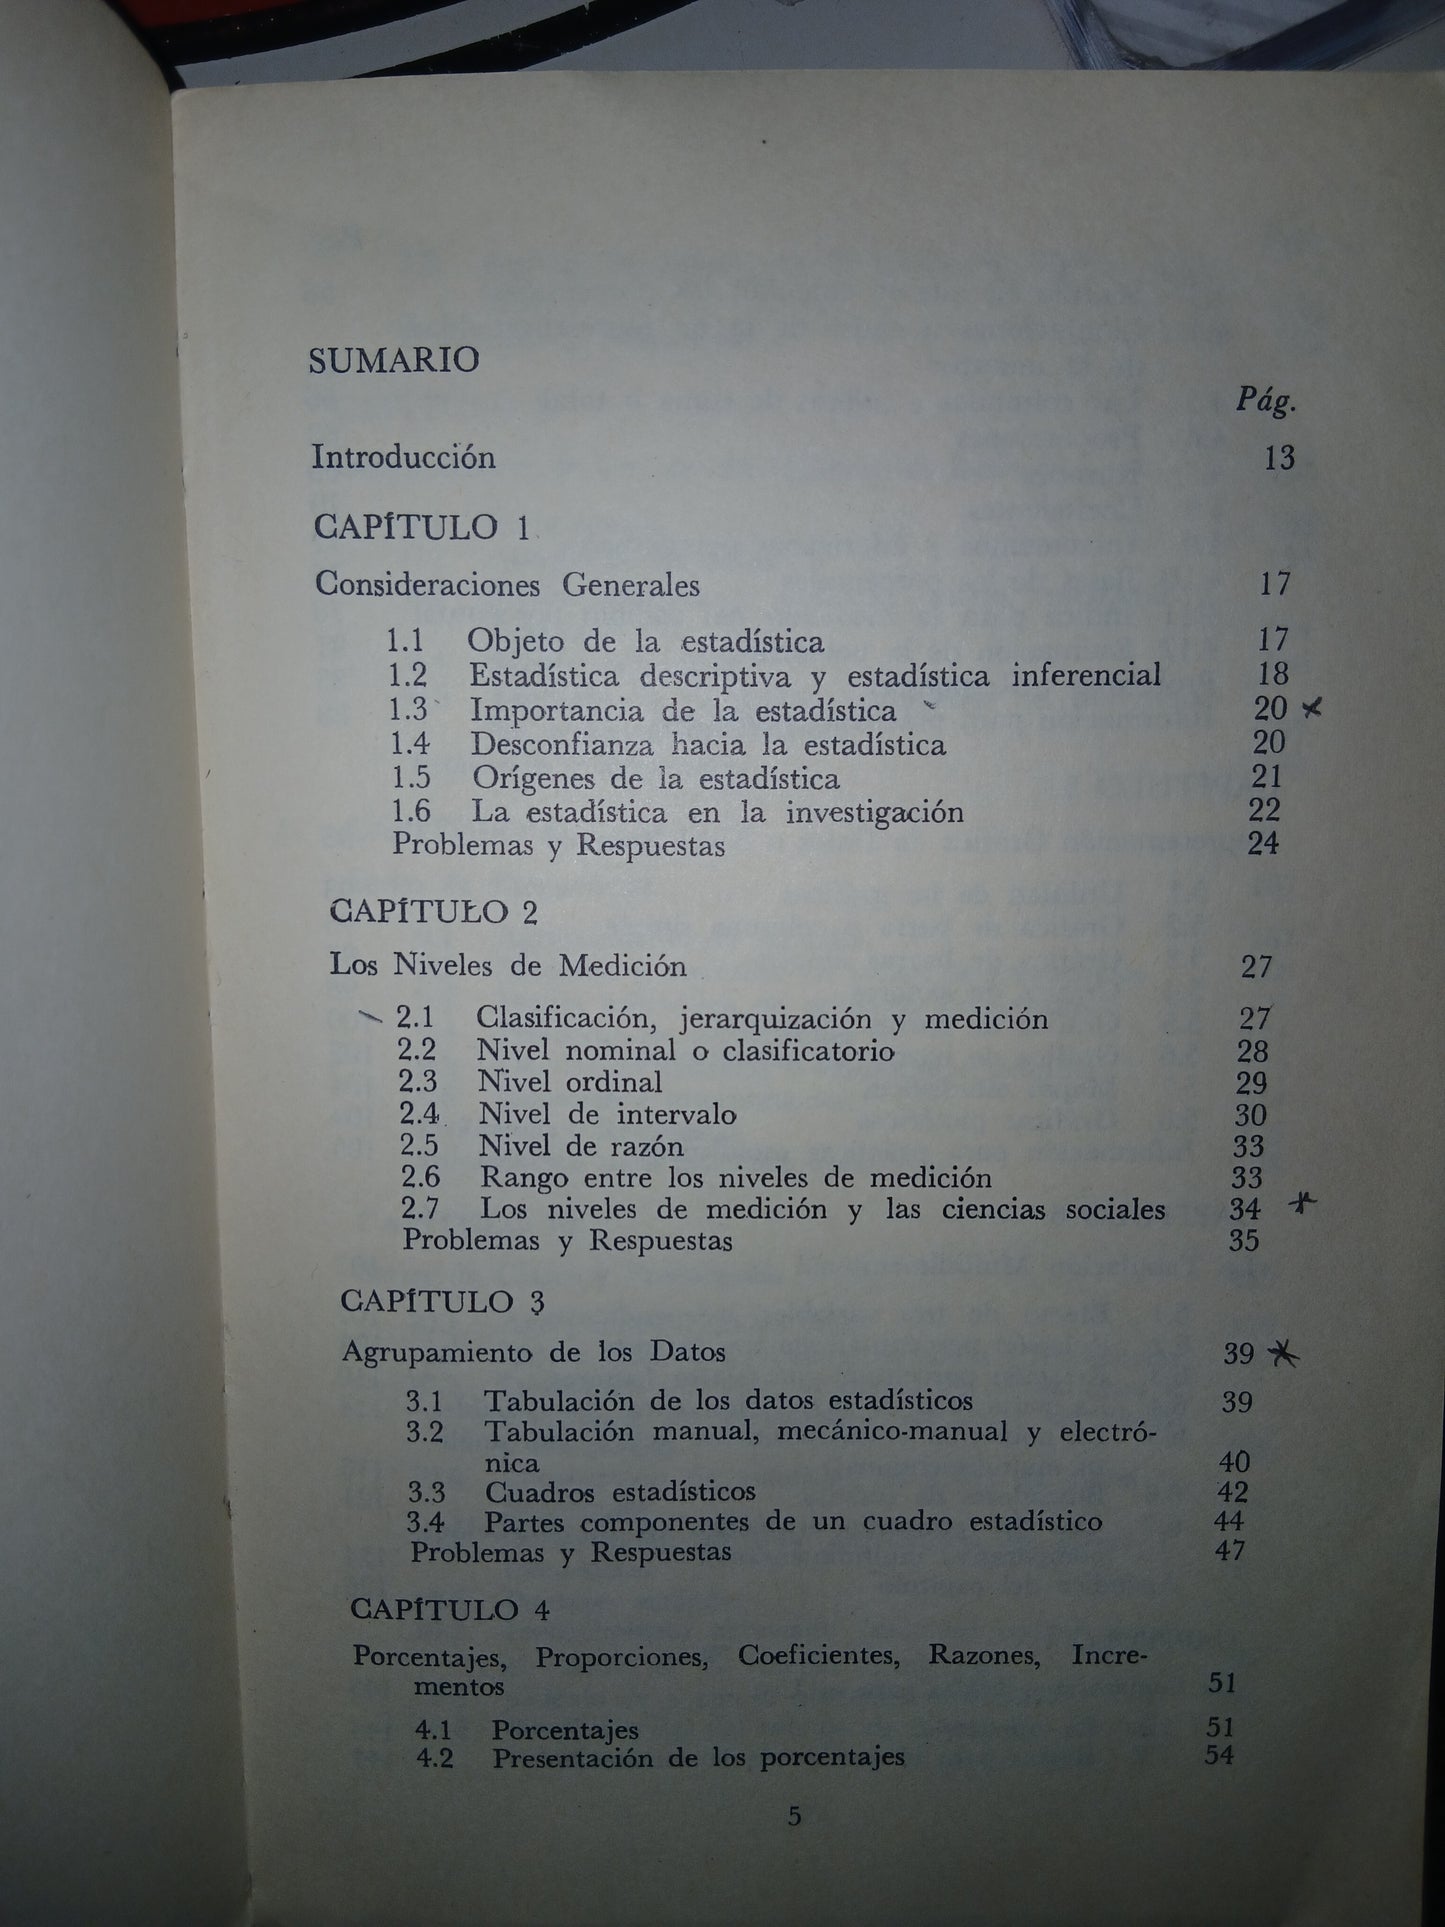 SUMARIO
Pág.
Introducción 13
CAPÍTULO 1
Consideraciones Generales 17
1.1 Objeto de la estadística 17
1.2 Estadística descriptiva y estadística inferencial 18
1.3 Importancia de la estadística 20
1.4 Desconfianza hacia la estadística 20
1.5 Orígenes de la estadística 21
1.6 La estadística en la investigación 22
Problemas y Respuestas 24
CAPÍTULO 2
Los Niveles de Medición 27
2.1 Clasificación, jerarquización y medición 27
2.2 Nivel nominal o clasificatorio 28
2.3 Nivel ordinal 29
2.4 Nivel de intervalo 30
2.5 Nivel de razón 33
2.6 Rango entre los niveles de medición 33
2.7 Los niveles de medición y las ciencias sociales 34
Problemas y Respuestas 35
CAPÍTULO 3
Agrupamiento de los Datos 39
3.1 Tabulación de los datos estadísticos 39
3.2 Tabulación manual, mecánico-manual y electró-
nica 40
3.3 Cuadros estadísticos 42
3.4 Partes componentes de un cuadro estadístico 44
Problemas y Respuestas 47
CAPÍTULO 4
Porcentajes, Proporciones, Coeficientes, Razones, Incre-
mentos 51
4.1 Porcentajes 51
4.2 Presentación de los porcentajes 54
5